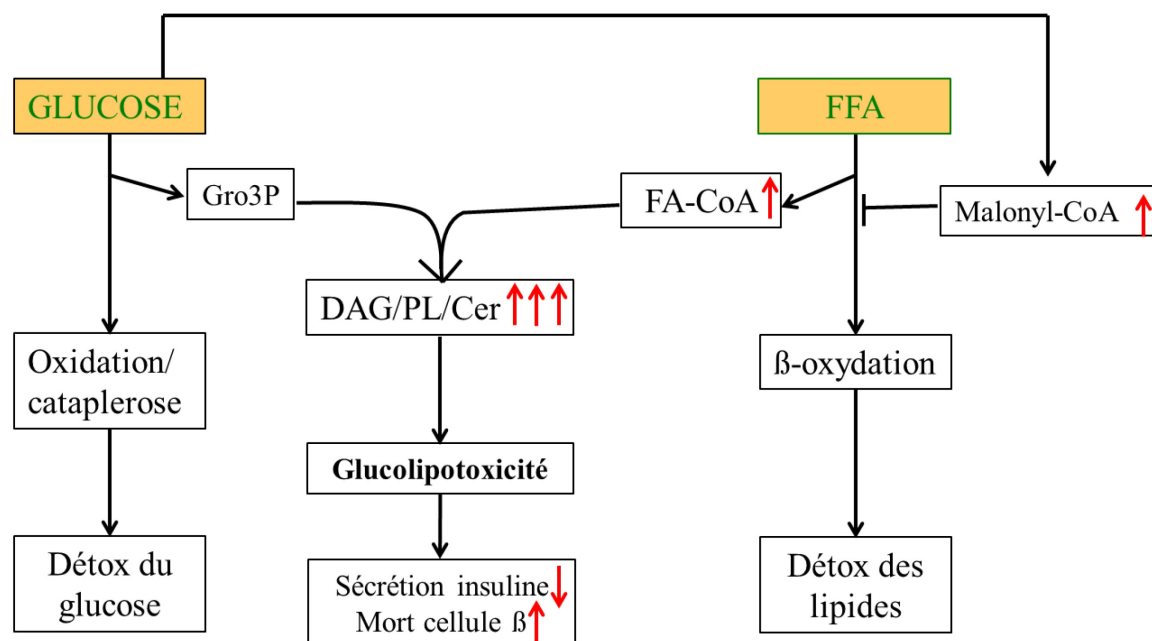 GLUCOSE
FFA
Gro3P
FA-CoA
Malonyl-CoA
DAG/PL/Cer
Oxidation/
cataplerose
ß-oxydation
Glucolipotoxicité
Détox du
glucose
Sécrétion insuline
Mort cellule ß
Détox des
lipides